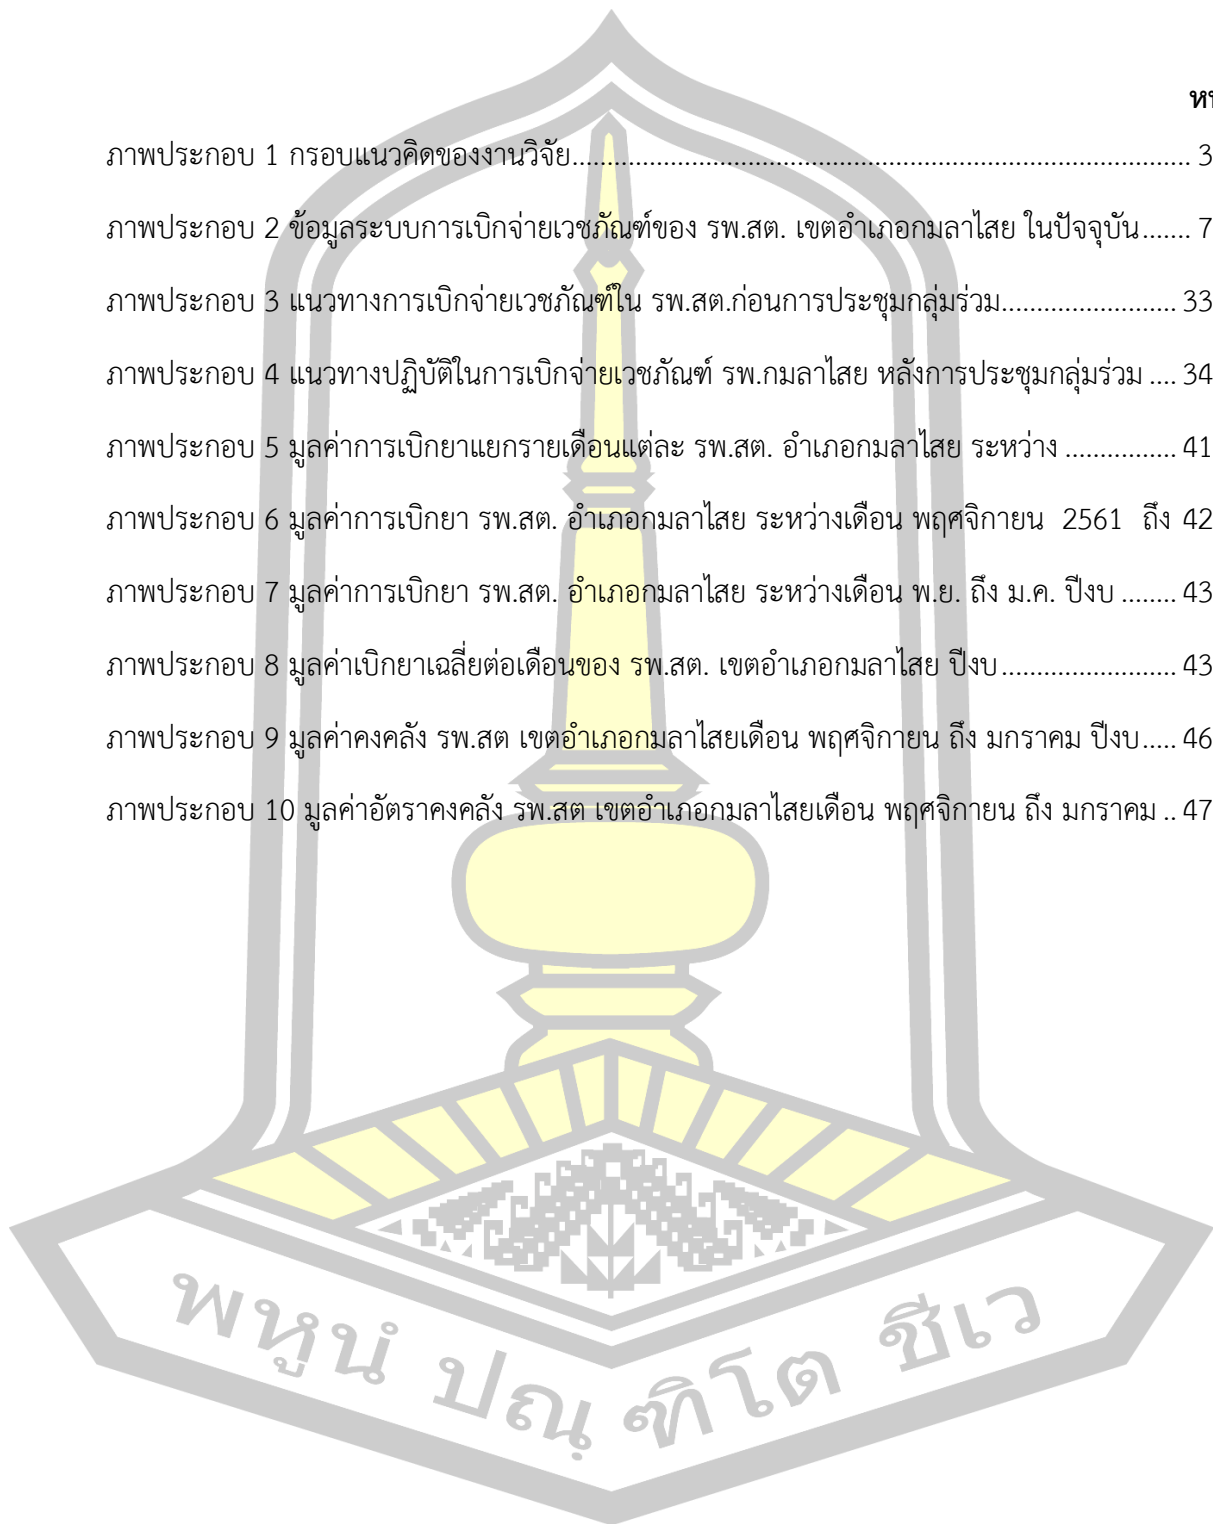 ภาพประกอบ 1 กรอบแนวคิดของงานวิจัย........................................................................................ 3
ภาพประกอบ 2 ข้อมูลระบบการเบิกจ่ายเวชภัณฑ์ของ รพ.สต. เขตอำเภอกมลาไสย ในปัจจุบัน....... 7
ภาพประกอบ 3 แนวทางการเบิกจ่ายเวชภัณฑ์ใน รพ.สต.ก่อนการประชุมกลุ่มร่วม......................... 33
ภาพประกอบ 4 แนวทางปฏิบัติในการเบิกจ่ายเวชภัณฑ์ รพ.กมลาไสย หลังการประชุมกลุ่มร่วม .... 34
ภาพประกอบ 5 มูลค่าการเบิกยาแยกรายเดือนแต่ละ รพ.สต. อำเภอกมลาไสย ระหว่าง ................ 41
ภาพประกอบ 6 มูลค่าการเบิกยา รพ.สต. อำเภอกมลาไสย ระหว่างเดือน พฤศจิกายน 2561 ถึง 42
ภาพประกอบ 7 มูลค่าการเบิกยา รพ.สต. อำเภอกมลาไสย ระหว่างเดือน พ.ย. ถึง ม.ค. ปีงบ ........ 43
ภาพประกอบ 8 มูลค่าเบิกยาเฉลี่ยต่อเดือนของ รพ.สต. เขตอำเภอกมลาไสย ปีงบ......................... 43
ภาพประกอบ 9 มูลค่าคงคลัง รพ.สต เขตอำเภอกมลาไสยเดือน พฤศจิกายน ถึง มกราคม ปีงบ..... 46
ภาพประกอบ 10 มูลค่าอัตราคงคลัง รพ.สต เขตอำเภอกมลาไสยเดือน พฤศจิกายน ถึง มกราคม .. 47
พหูนํ ปณฺฑิโต ชีเว